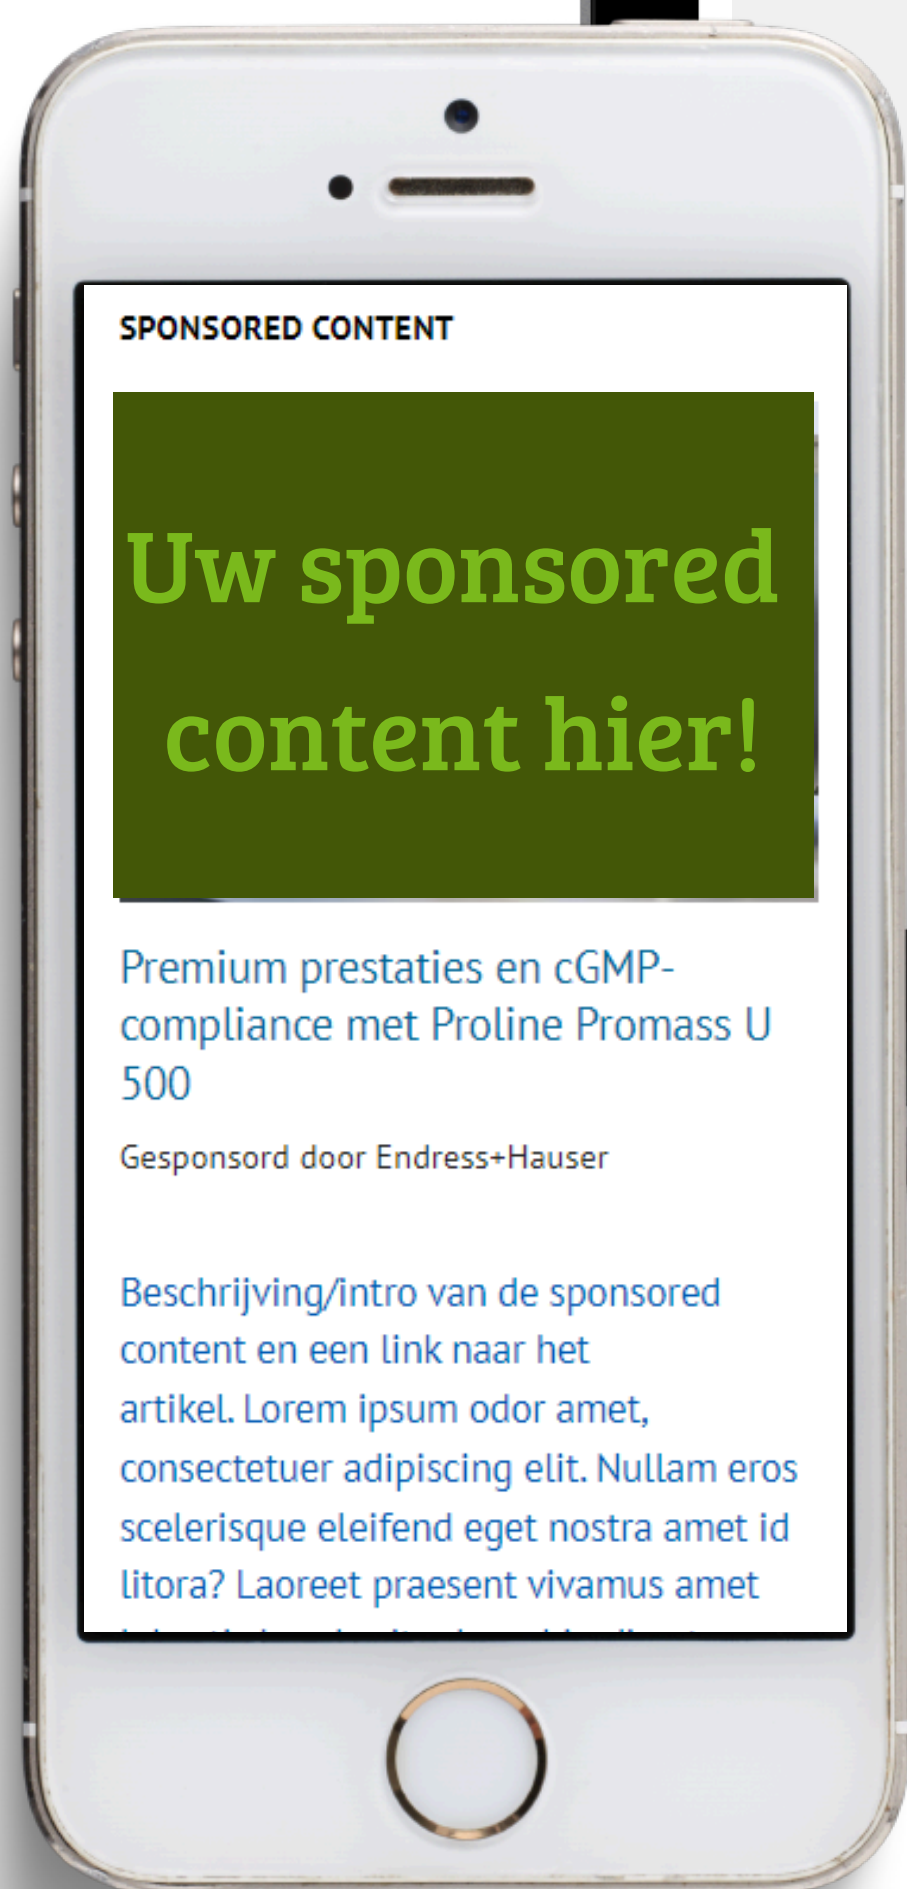 SPONSORED CONTENT
Uw sponsored
content hier!
Premium prestaties en cGMP-
compliance met Proline Promass U
500
Gesponsord door Endress+Hauser
Beschrijving/intro van de sponsored
content en een link naar het
artikel. Lorem ipsum odor amet,
consectetuer adipiscing elit. Nullam eros
scelerisque eleifend eget nostra amet id
litora? Laoreet praesent vivamus amet